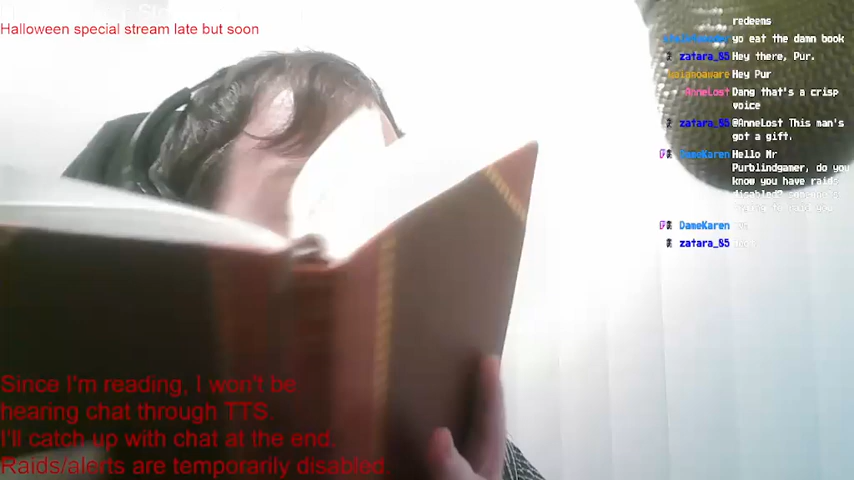 Halloween special stream late but soon
redeems
yo eat the damn book
zatara_85 Hey there, Pur.
Hey Pur
AnneLost Dang that's a crisp
voice
zatara_85 @AnneLost This man's
got a gift.
DameKaren Hello Mr
Purblindgamer, do you
know you have raids
disabled?
DameKaren
zatara_85
Since I'm reading, I won't be
hearing chat through TTS.
I'll catch up with chat at the end.
Raids/alerts are temporarily disabled.